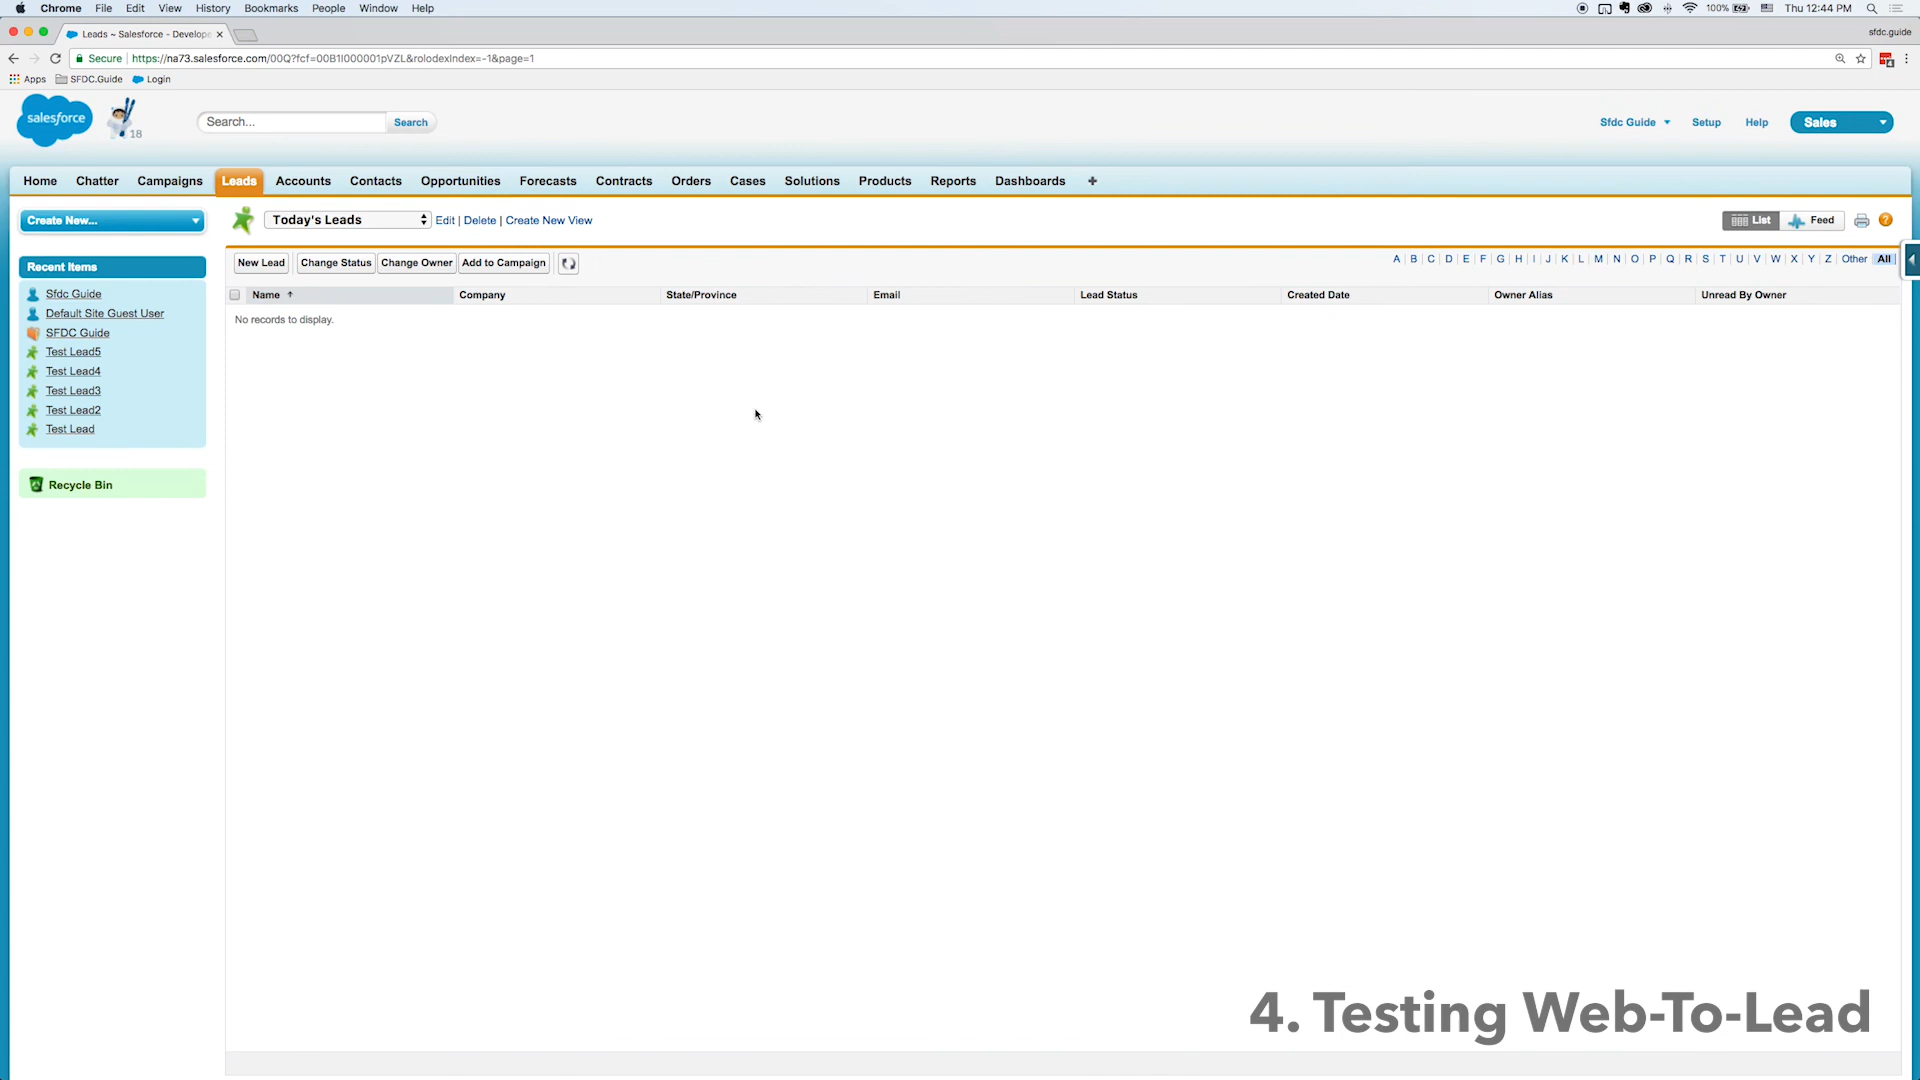 Chrome File Edit View History Bookmarks People Window Help 100% Thu 12:44 PM
Leads ~ Salesforce - Develope sfdc.guide
Secure https://na73.salesforce.com/00Q?fcf=00B1I000001pVZL&rolodexIndex=-1&page=1
Apps SFDC.Guide Login
salesforce 18 Search... Search Sfdc Guide Setup Help Sales
Home Chatter Campaigns Leads Accounts Contacts Opportunities Forecasts Contracts Orders Cases Solutions Products Reports Dashboards +
Create New...
Today's Leads Edit | Delete | Create New View List Feed ?
New Lead Change Status Change Owner Add to Campaign A | B | C | D | E | F | G | H | I | J | K | L | M | N | O | P | Q | R | S | T | U | V | W | X | Y | Z | Other | All
Name Company State/Province Email Lead Status Created Date Owner Alias Unread By Owner
No records to display.
Recent Items
Sfdc Guide
Default Site Guest User
SFDC Guide
Test Lead5
Test Lead4
Test Lead3
Test Lead2
Test Lead
Recycle Bin
4. Testing Web-To-Lead